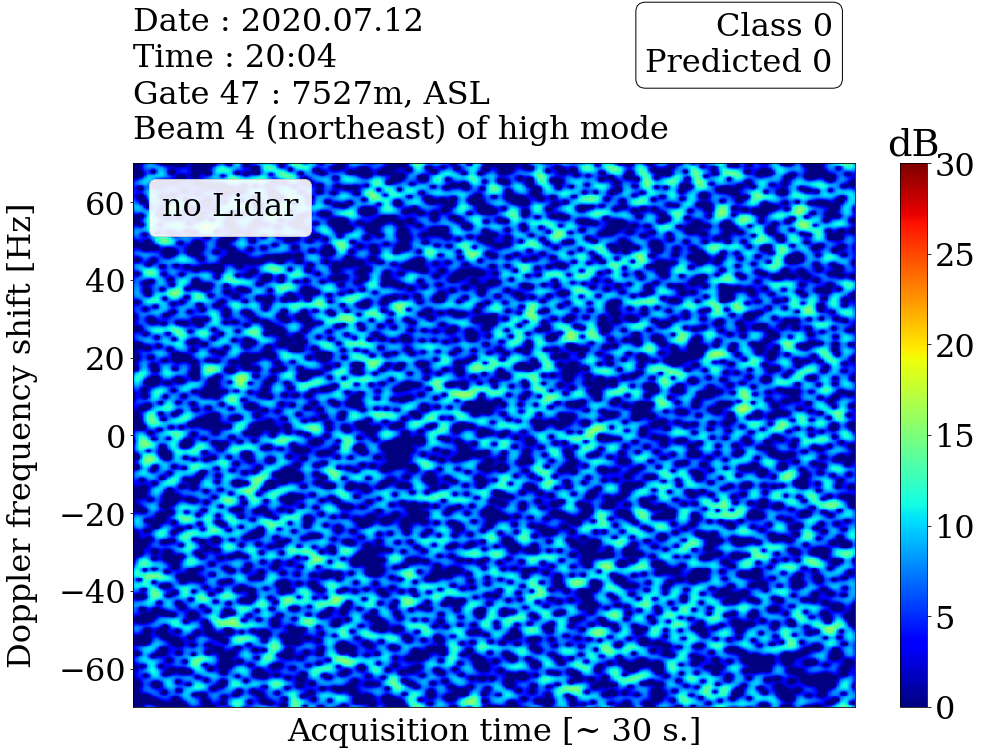 Date : 2020.07.12
Time : 20:04
Gate 47 : 7527m, ASL
Beam 4 (northeast) of high mode
Class 0
Predicted 0
dB
no Lidar
Doppler frequency shift [Hz]
60
40
20
0
−20
−40
−60
Acquisition time [~ 30 s.]
30
25
20
15
10
5
0